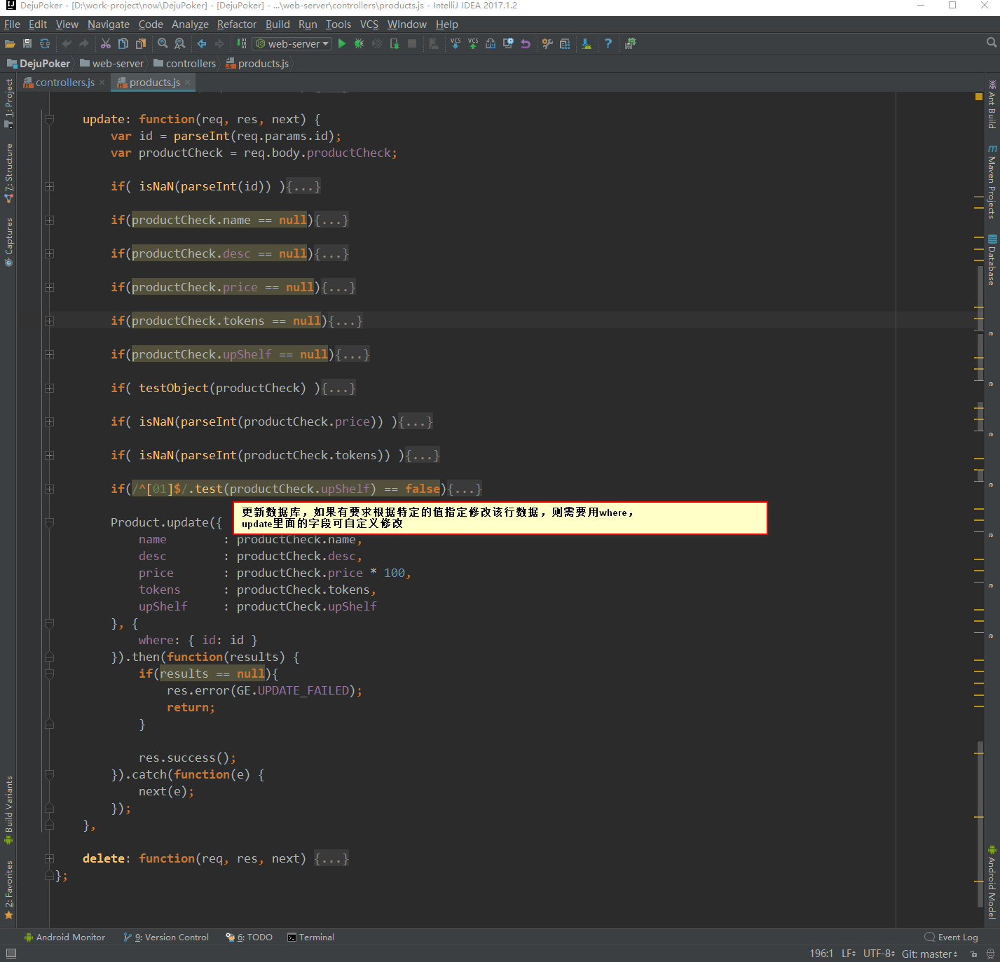 DejuPoker - [D:\work-project\now\DejuPoker] - [DejuPoker] - ...\web-server\controllers\products.js - IntelliJ IDEA 2017.1.2
File Edit View Navigate Code Analyze Refactor Build Run Tools VCS Window Help
web-server
DejuPoker web-server controllers products.js
controllers.js products.js
1: Project
7: Structure
Captures
Build Variants
2: Favorites
update: function(req, res, next) {
var id = parseInt(req.params.id);
var productCheck = req.body.productCheck;
if( isNaN(parseInt(id)) ){...}
if(productCheck.name == null){...}
if(productCheck.desc == null){...}
if(productCheck.price == null){...}
if(productCheck.tokens == null){...}
if(productCheck.upShelf == null){...}
if( testObject(productCheck) ){...}
if( isNaN(parseInt(productCheck.price)) ){...}
if( isNaN(parseInt(productCheck.tokens)) ){...}
if(/^[01]$/.test(productCheck.upShelf) == false){...}
更新数据库，如果有要求根据特定的值指定修改该行数据，则需要用where，
update里面的字段可自定义修改
Product.update({
name : productCheck.name,
desc : productCheck.desc,
price : productCheck.price * 100,
tokens : productCheck.tokens,
upShelf : productCheck.upShelf
}, {
where: { id: id }
}).then(function(results) {
if(results == null){
res.error(GE.UPDATE_FAILED);
return;
}
res.success();
}).catch(function(e) {
next(e);
});
},
delete: function(req, res, next) {...}
};
Ant Build
Maven Projects
Database
e
e
e
e
e
e
e
Android Model
Android Monitor 9: Version Control 6: TODO Terminal Event Log
196:1 LF UTF-8 Git: master